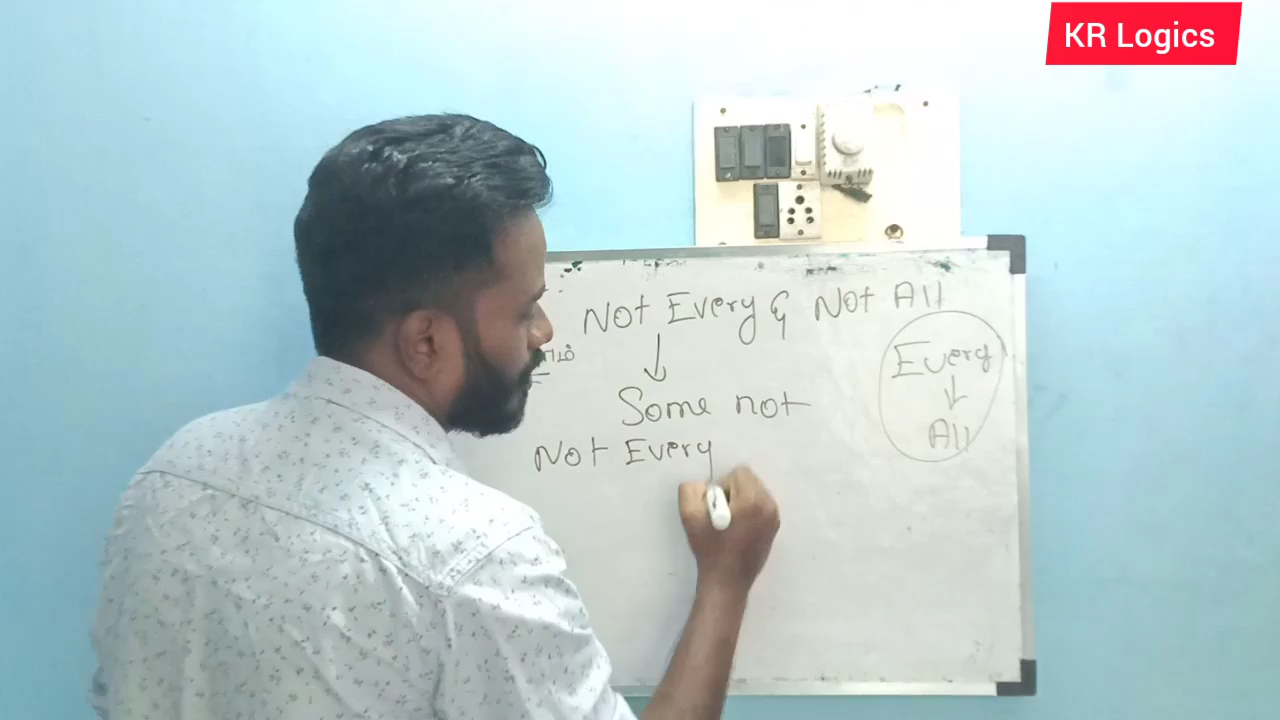 KR Logics
Not Every & Not All
Every
↓
All
↓
Some not
Not Every